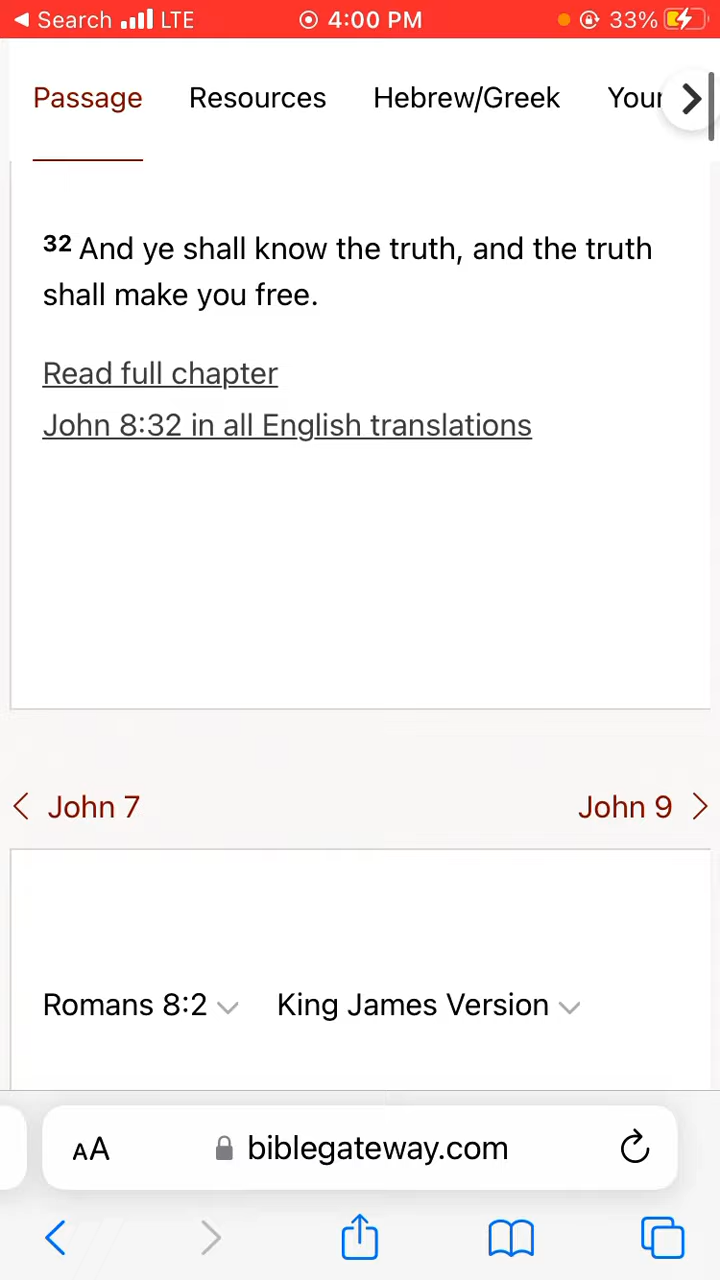 Search LTE 4:00 PM 33%
Passage Resources Hebrew/Greek Your
32 And ye shall know the truth, and the truth
shall make you free.
Read full chapter
John 8:32 in all English translations
John 7 John 9
Romans 8:2 King James Version
AA biblegateway.com